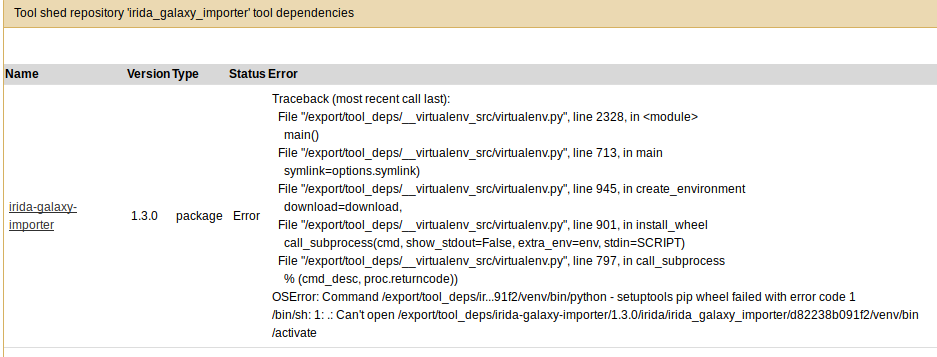 Tool shed repository 'irida_galaxy_importer' tool dependencies
Name Version Type Status Error
irida-galaxy-
importer
1.3.0 package Error
Traceback (most recent call last):
File "/export/tool_deps/__virtualenv_src/virtualenv.py", line 2328, in <module>
main()
File "/export/tool_deps/__virtualenv_src/virtualenv.py", line 713, in main
symlink=options.symlink)
File "/export/tool_deps/__virtualenv_src/virtualenv.py", line 945, in create_environment
download=download,
File "/export/tool_deps/__virtualenv_src/virtualenv.py", line 901, in install_wheel
call_subprocess(cmd, show_stdout=False, extra_env=env, stdin=SCRIPT)
File "/export/tool_deps/__virtualenv_src/virtualenv.py", line 797, in call_subprocess
% (cmd_desc, proc.returncode))
OSError: Command /export/tool_deps/ir...91f2/venv/bin/python - setuptools pip wheel failed with error code 1
/bin/sh: 1: .: Can't open /export/tool_deps/irida-galaxy-importer/1.3.0/irida/irida_galaxy_importer/d82238b091f2/venv/bin
/activate